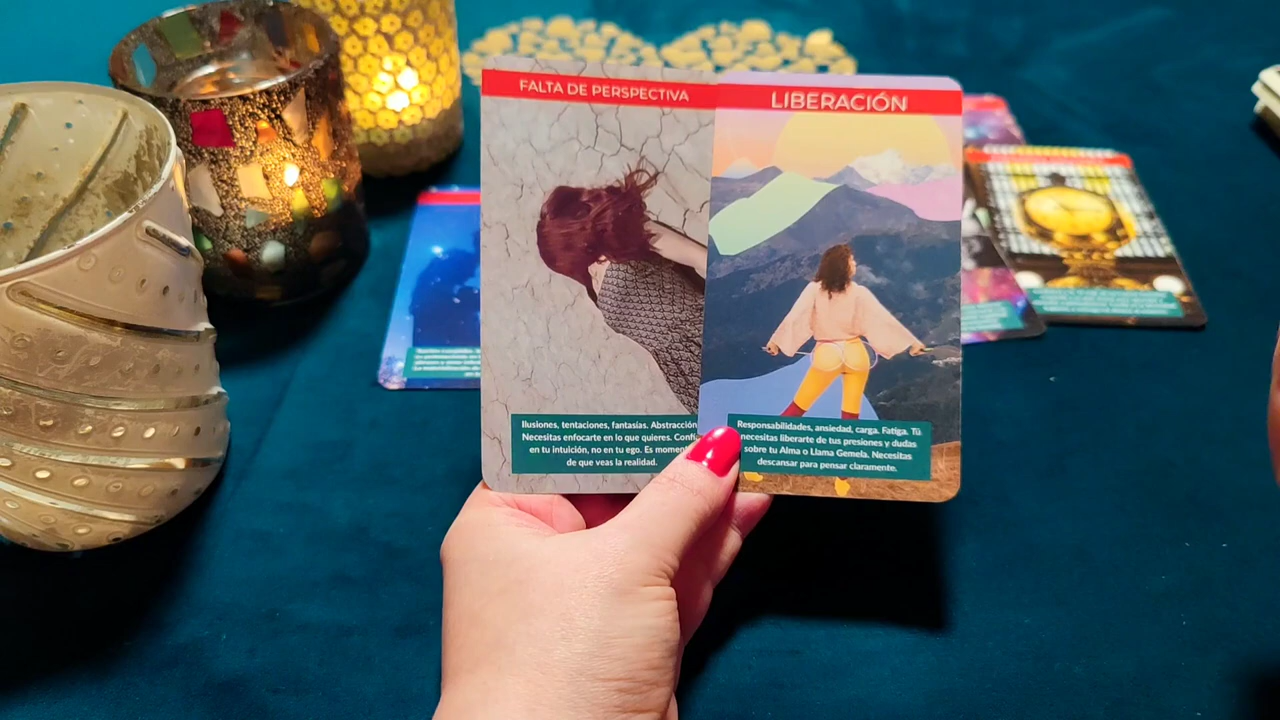 FALTA DE PERSPECTIVA
Ilusiones, tentaciones, fantasías. Abstracción
Necesitas enfocarte en lo que quieres.
en tu intuición, no en tu ego. Es
de que veas la realidad.
LIBERACIÓN
Responsabilidades, ansiedad, carga. Fatiga. Tú
necesitas liberarte de tus presiones y dudas
sobre tu Alma o Llama Gemela. Necesitas
descansar para pensar claramente.